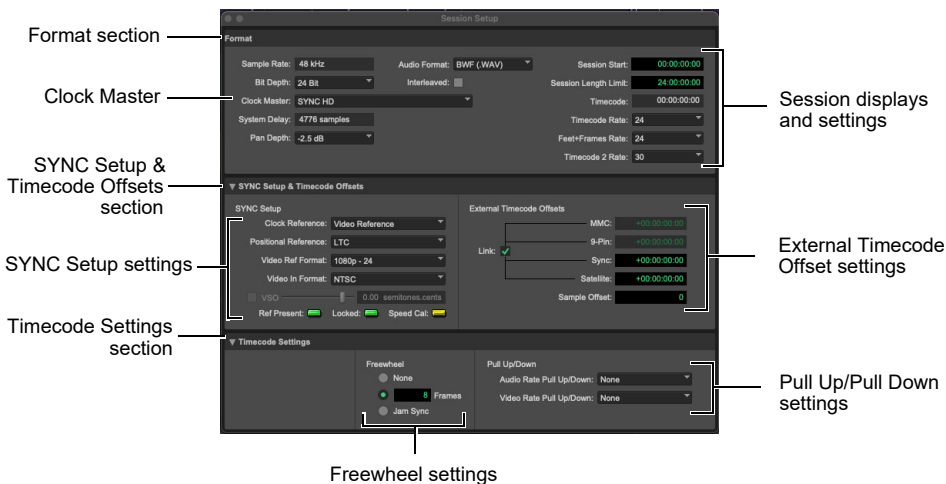 Session Setup
Format section
Format
Sample Rate: 48 kHz
Audio Format: BWF (.WAV)
Session Start: 00:00:00:00
Bit Depth: 24 Bit
Interleaved:
Session Length Limit: 24:00:00:00
Clock Master
Clock Master: SYNC HD
Timecode: 00:00:00:00
System Delay: 4776 samples
Timecode Rate: 24
Pan Depth: -2.5 dB
Feet+Frames Rate: 24
Timecode 2 Rate: 30
Session displays
and settings
SYNC Setup &
Timecode Offsets
section
SYNC Setup & Timecode Offsets
SYNC Setup
Clock Reference: Video Reference
Positional Reference: LTC
Video Ref Format: 1080p - 24
Video In Format: NTSC
VSO 0.00 semitones.cents
Ref Present: Locked: Speed Cal:
SYNC Setup settings
External Timecode Offsets
Link:
MMC: +00:00:00:00
9-Pin: +00:00:00:00
Sync: +00:00:00:00
Satellite: +00:00:00:00
Sample Offset: 0
External Timecode
Offset settings
Timecode Settings
section
Timecode Settings
Freewheel
None
8 Frames
Jam Sync
Pull Up/Down
Audio Rate Pull Up/Down: None
Video Rate Pull Up/Down: None
Pull Up/Pull Down
settings
Freewheel settings